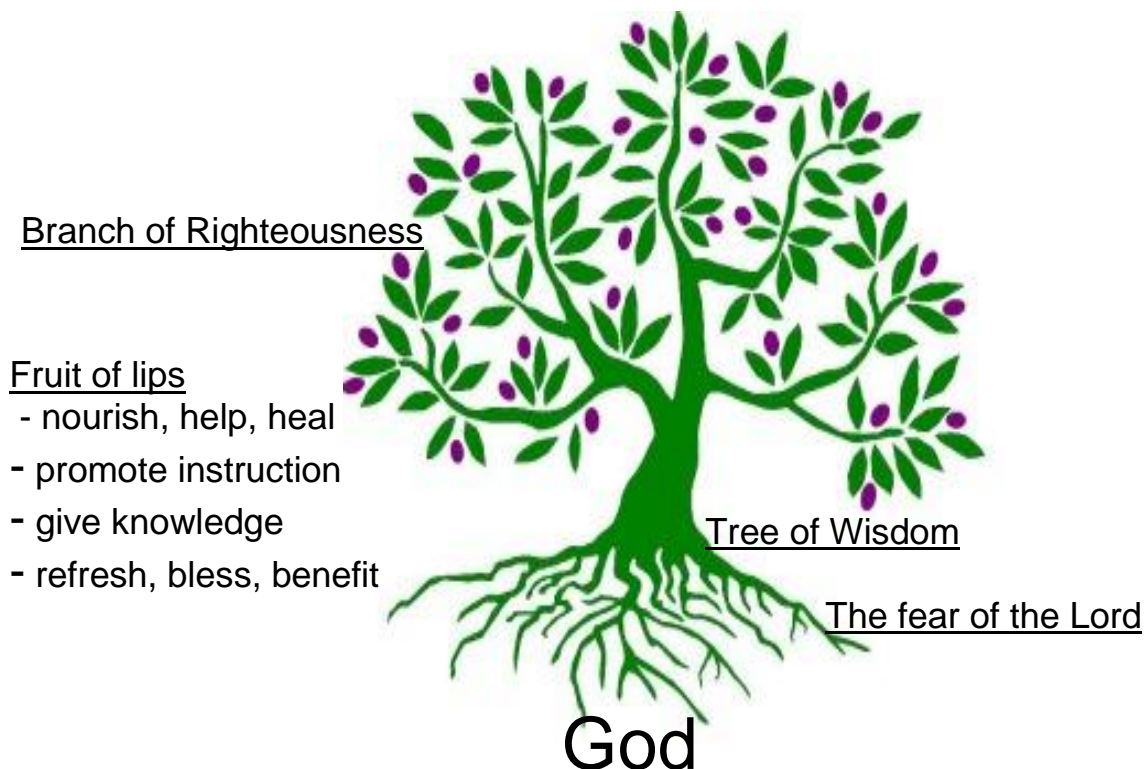 Branch of Righteousness
Fruit of lips
- nourish, help, heal
- promote instruction
- give knowledge
- refresh, bless, benefit
Tree of Wisdom
The fear of the Lord
God